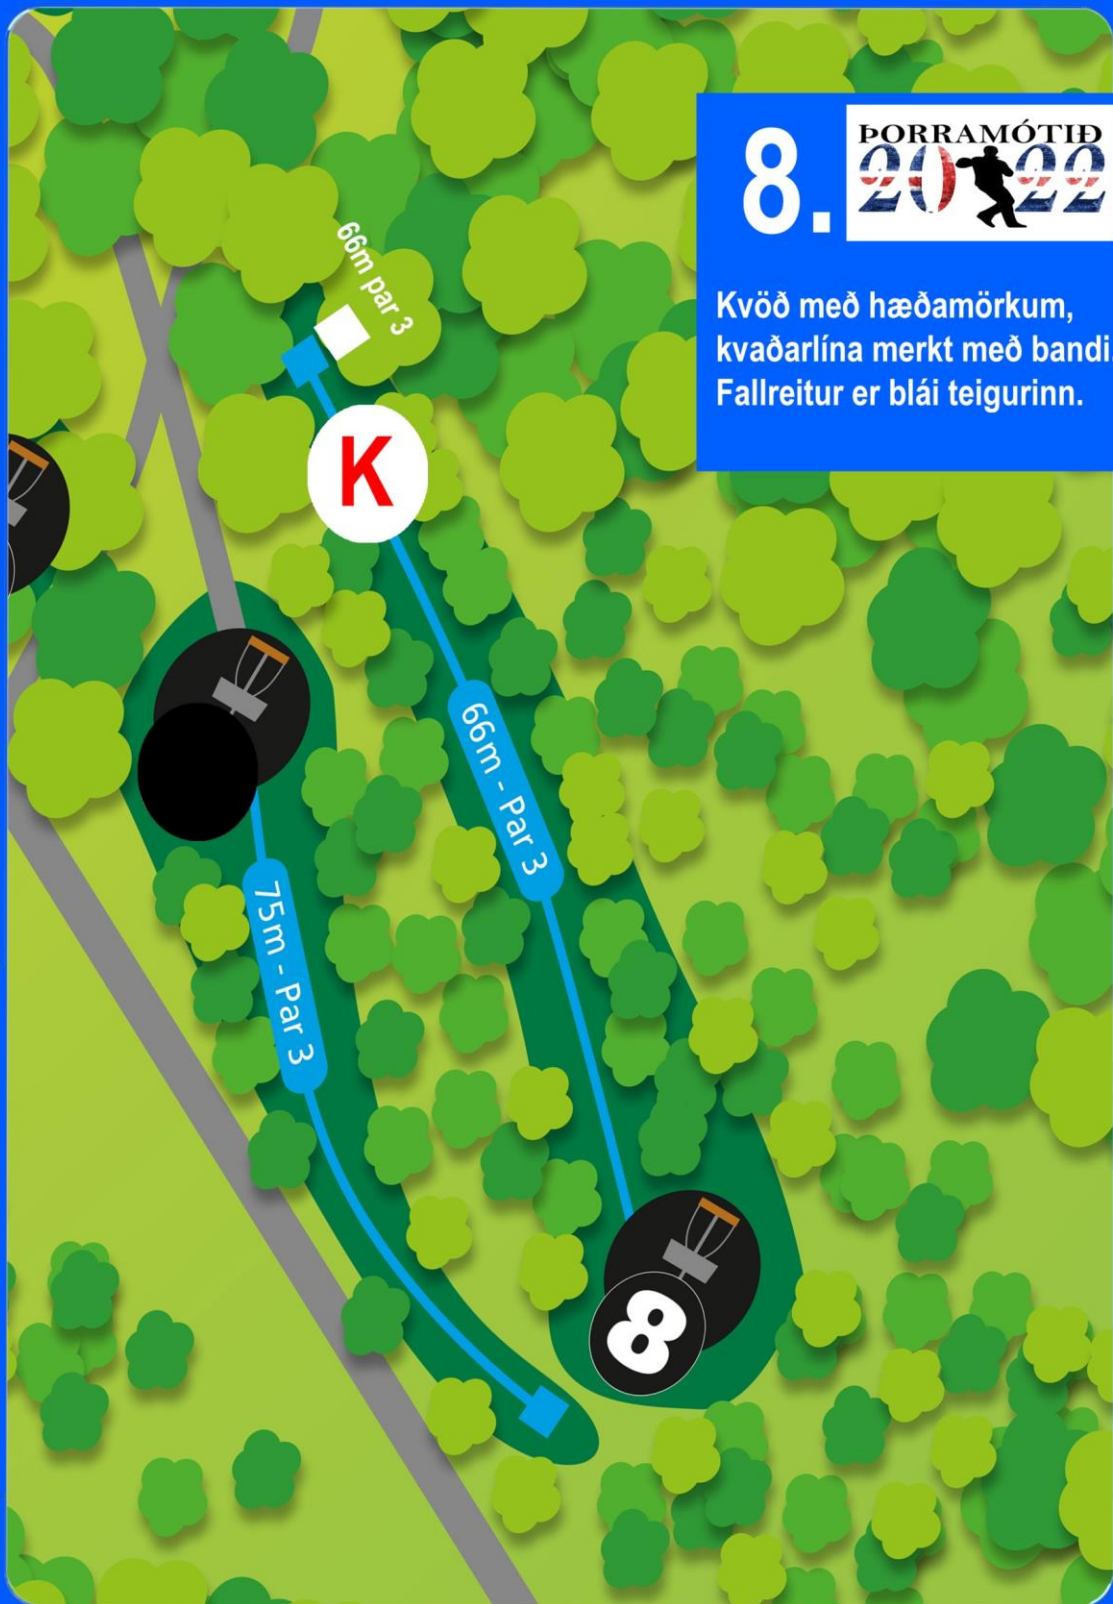 8.
ÞORRAMÓTIÐ
2022
Kvöð með hæðamörkum,
kvaðarlína merkt með bandi.
Fallreitur er blái teigurinn.
66m par 3
K
66m - Par 3
75m - Par 3
8